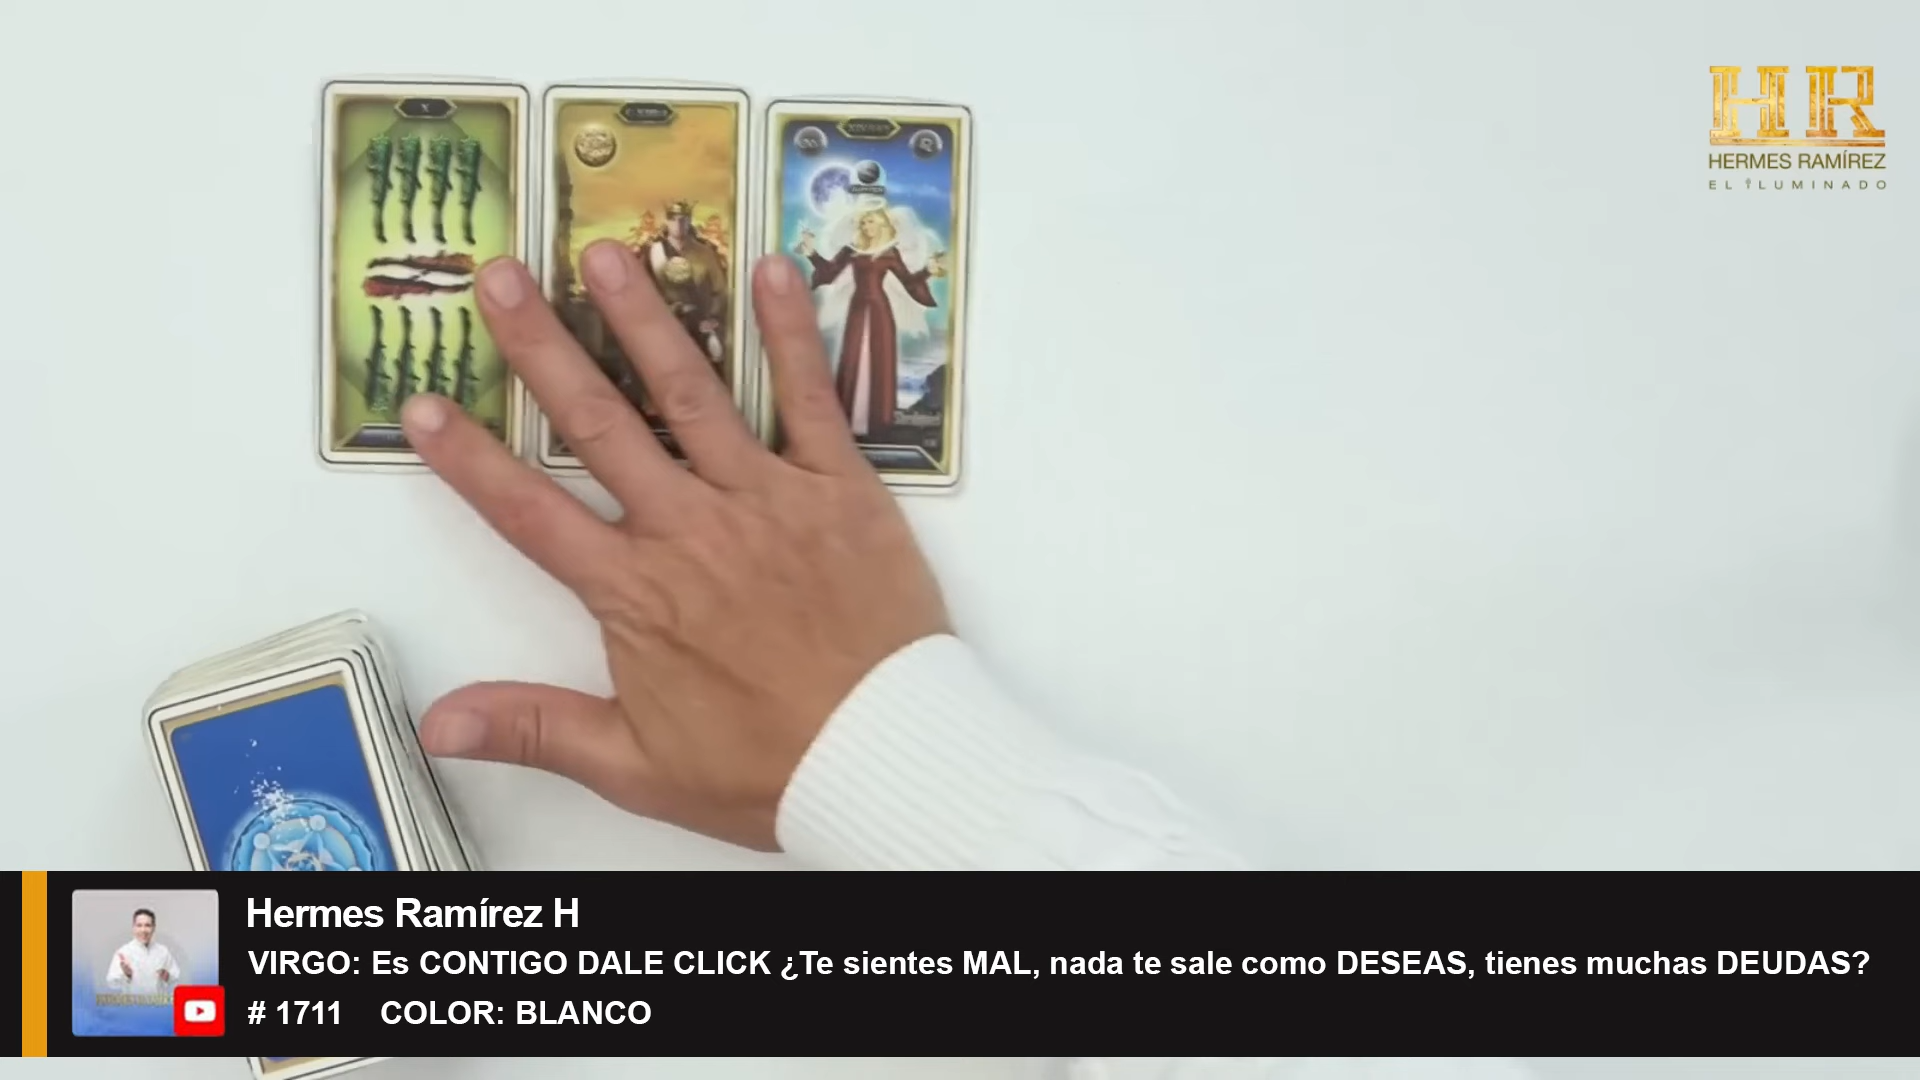 X
HR
HERMES RAMÍREZ
EL ILUMINADO
Hermes Ramírez H
VIRGO: Es CONTIGO DALE CLICK ¿Te sientes MAL, nada te sale como DESEAS, tienes muchas DEUDAS?
# 1711 COLOR: BLANCO